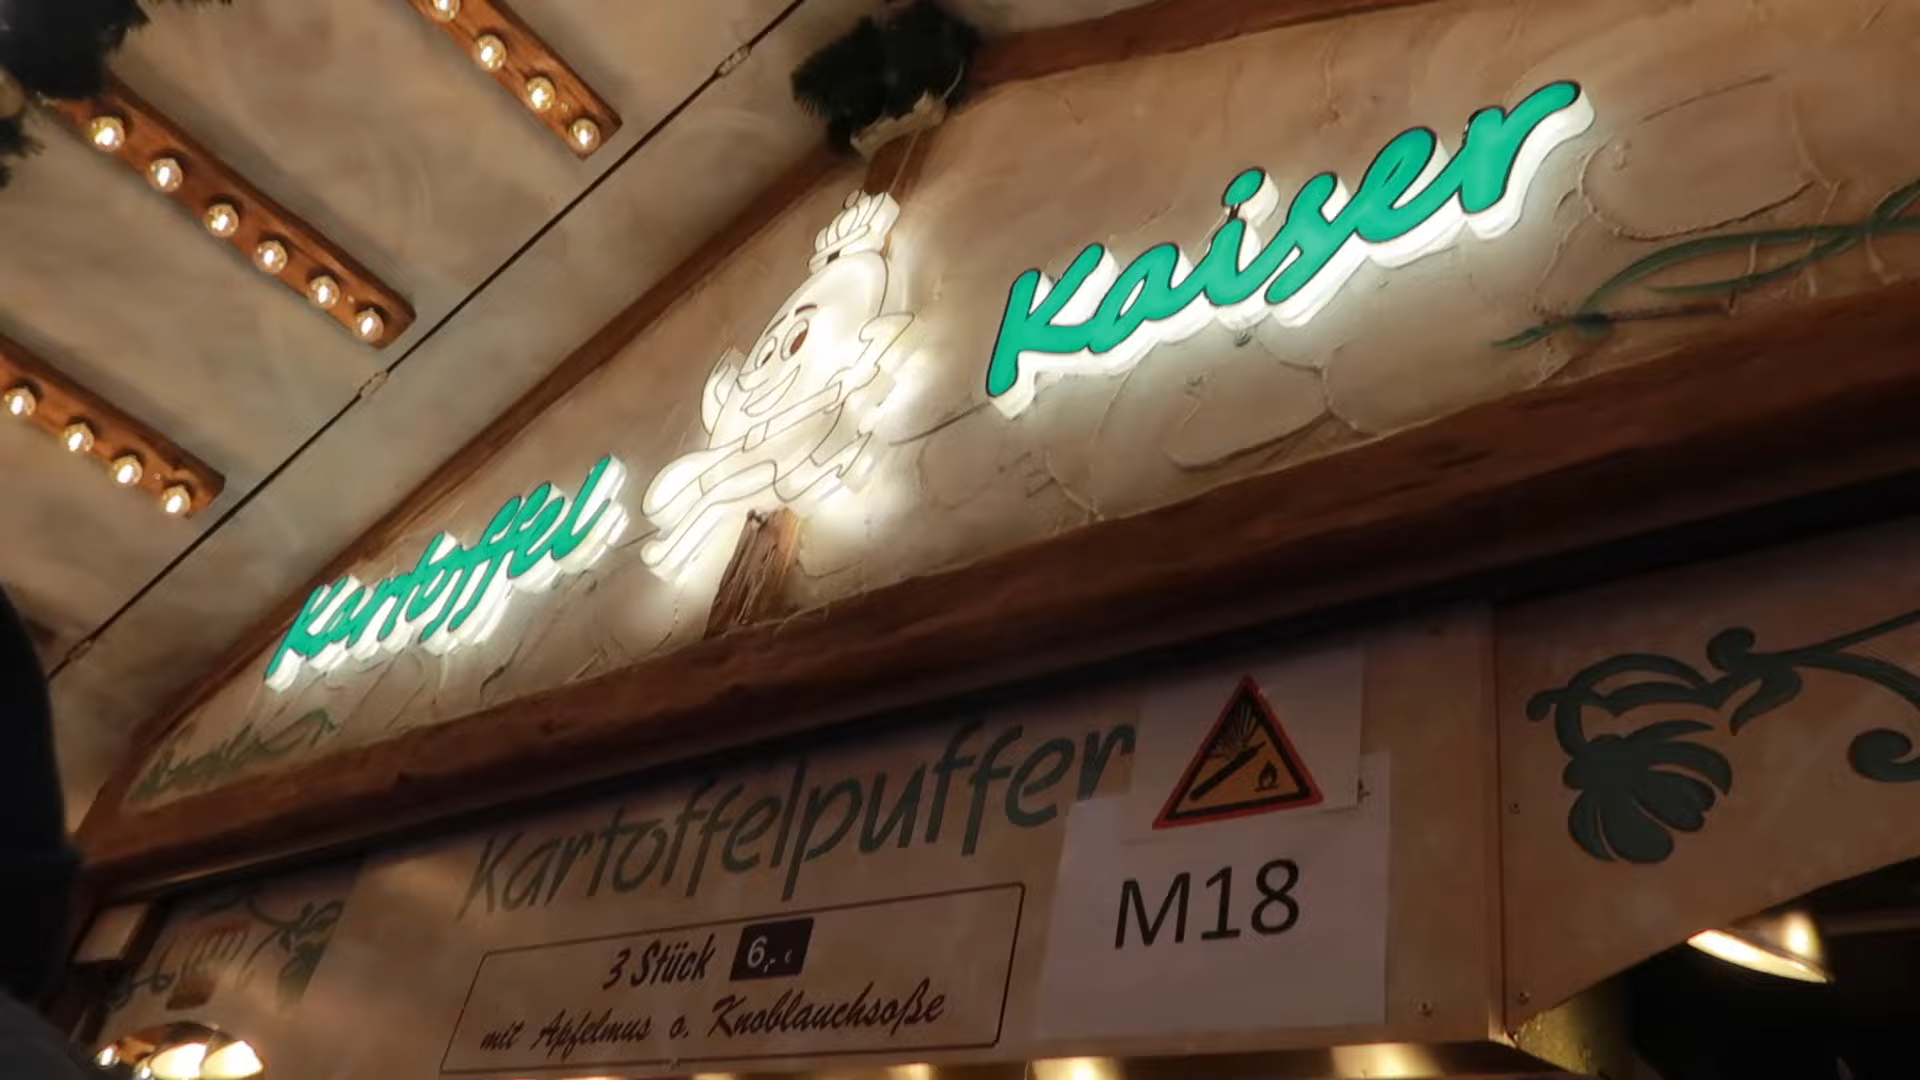 Kartoffel Kaiser
Kartoffelpuffer
3 Stück 6,- €
mit Apfelmus o. Knoblauchsoße
M18